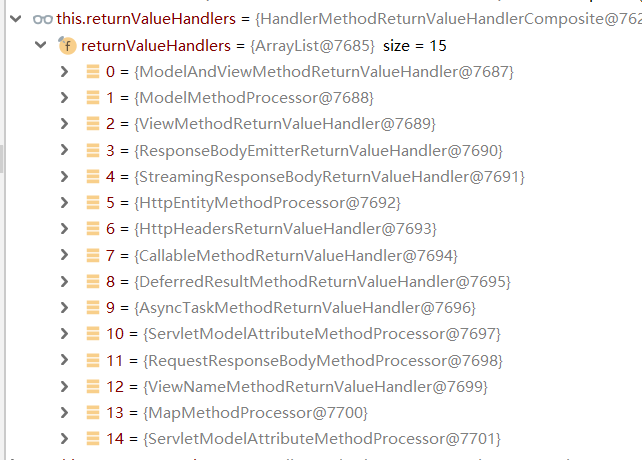 this.returnValueHandlers = {HandlerMethodReturnValueHandlerComposite@762
f returnValueHandlers = {ArrayList@7685} size = 15
0 = {ModelAndViewMethodReturnValueHandler@7687}
1 = {ModelMethodProcessor@7688}
2 = {ViewMethodReturnValueHandler@7689}
3 = {ResponseBodyEmitterReturnValueHandler@7690}
4 = {StreamingResponseBodyReturnValueHandler@7691}
5 = {HttpEntityMethodProcessor@7692}
6 = {HttpHeadersReturnValueHandler@7693}
7 = {CallableMethodReturnValueHandler@7694}
8 = {DeferredResultMethodReturnValueHandler@7695}
9 = {AsyncTaskMethodReturnValueHandler@7696}
10 = {ServletModelAttributeMethodProcessor@7697}
11 = {RequestResponseBodyMethodProcessor@7698}
12 = {ViewNameMethodReturnValueHandler@7699}
13 = {MapMethodProcessor@7700}
14 = {ServletModelAttributeMethodProcessor@7701}